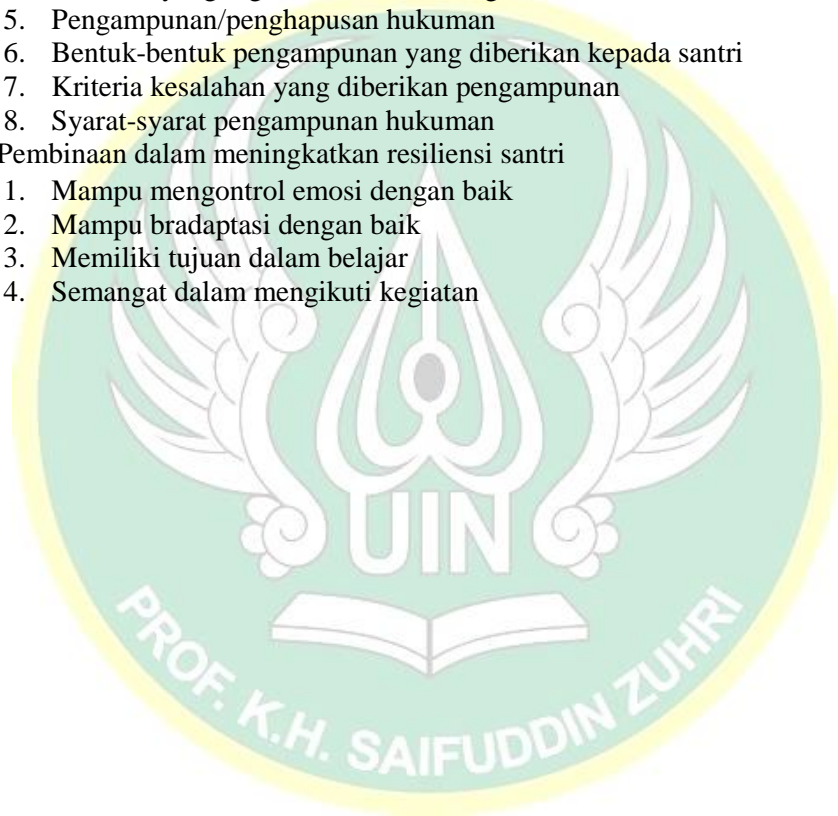 5. Pengampunan/penghapusan hukuman
6. Bentuk-bentuk pengampunan yang diberikan kepada santri
7. Kriteria kesalahan yang diberikan pengampunan
8. Syarat-syarat pengampunan hukuman
Pembinaan dalam meningkatkan resiliensi santri
1. Mampu mengontrol emosi dengan baik
2. Mampu bradaptasi dengan baik
3. Memiliki tujuan dalam belajar
4. Semangat dalam mengikuti kegiatan
UIN
PROF. K.H. SAIFUDDIN ZUHRI